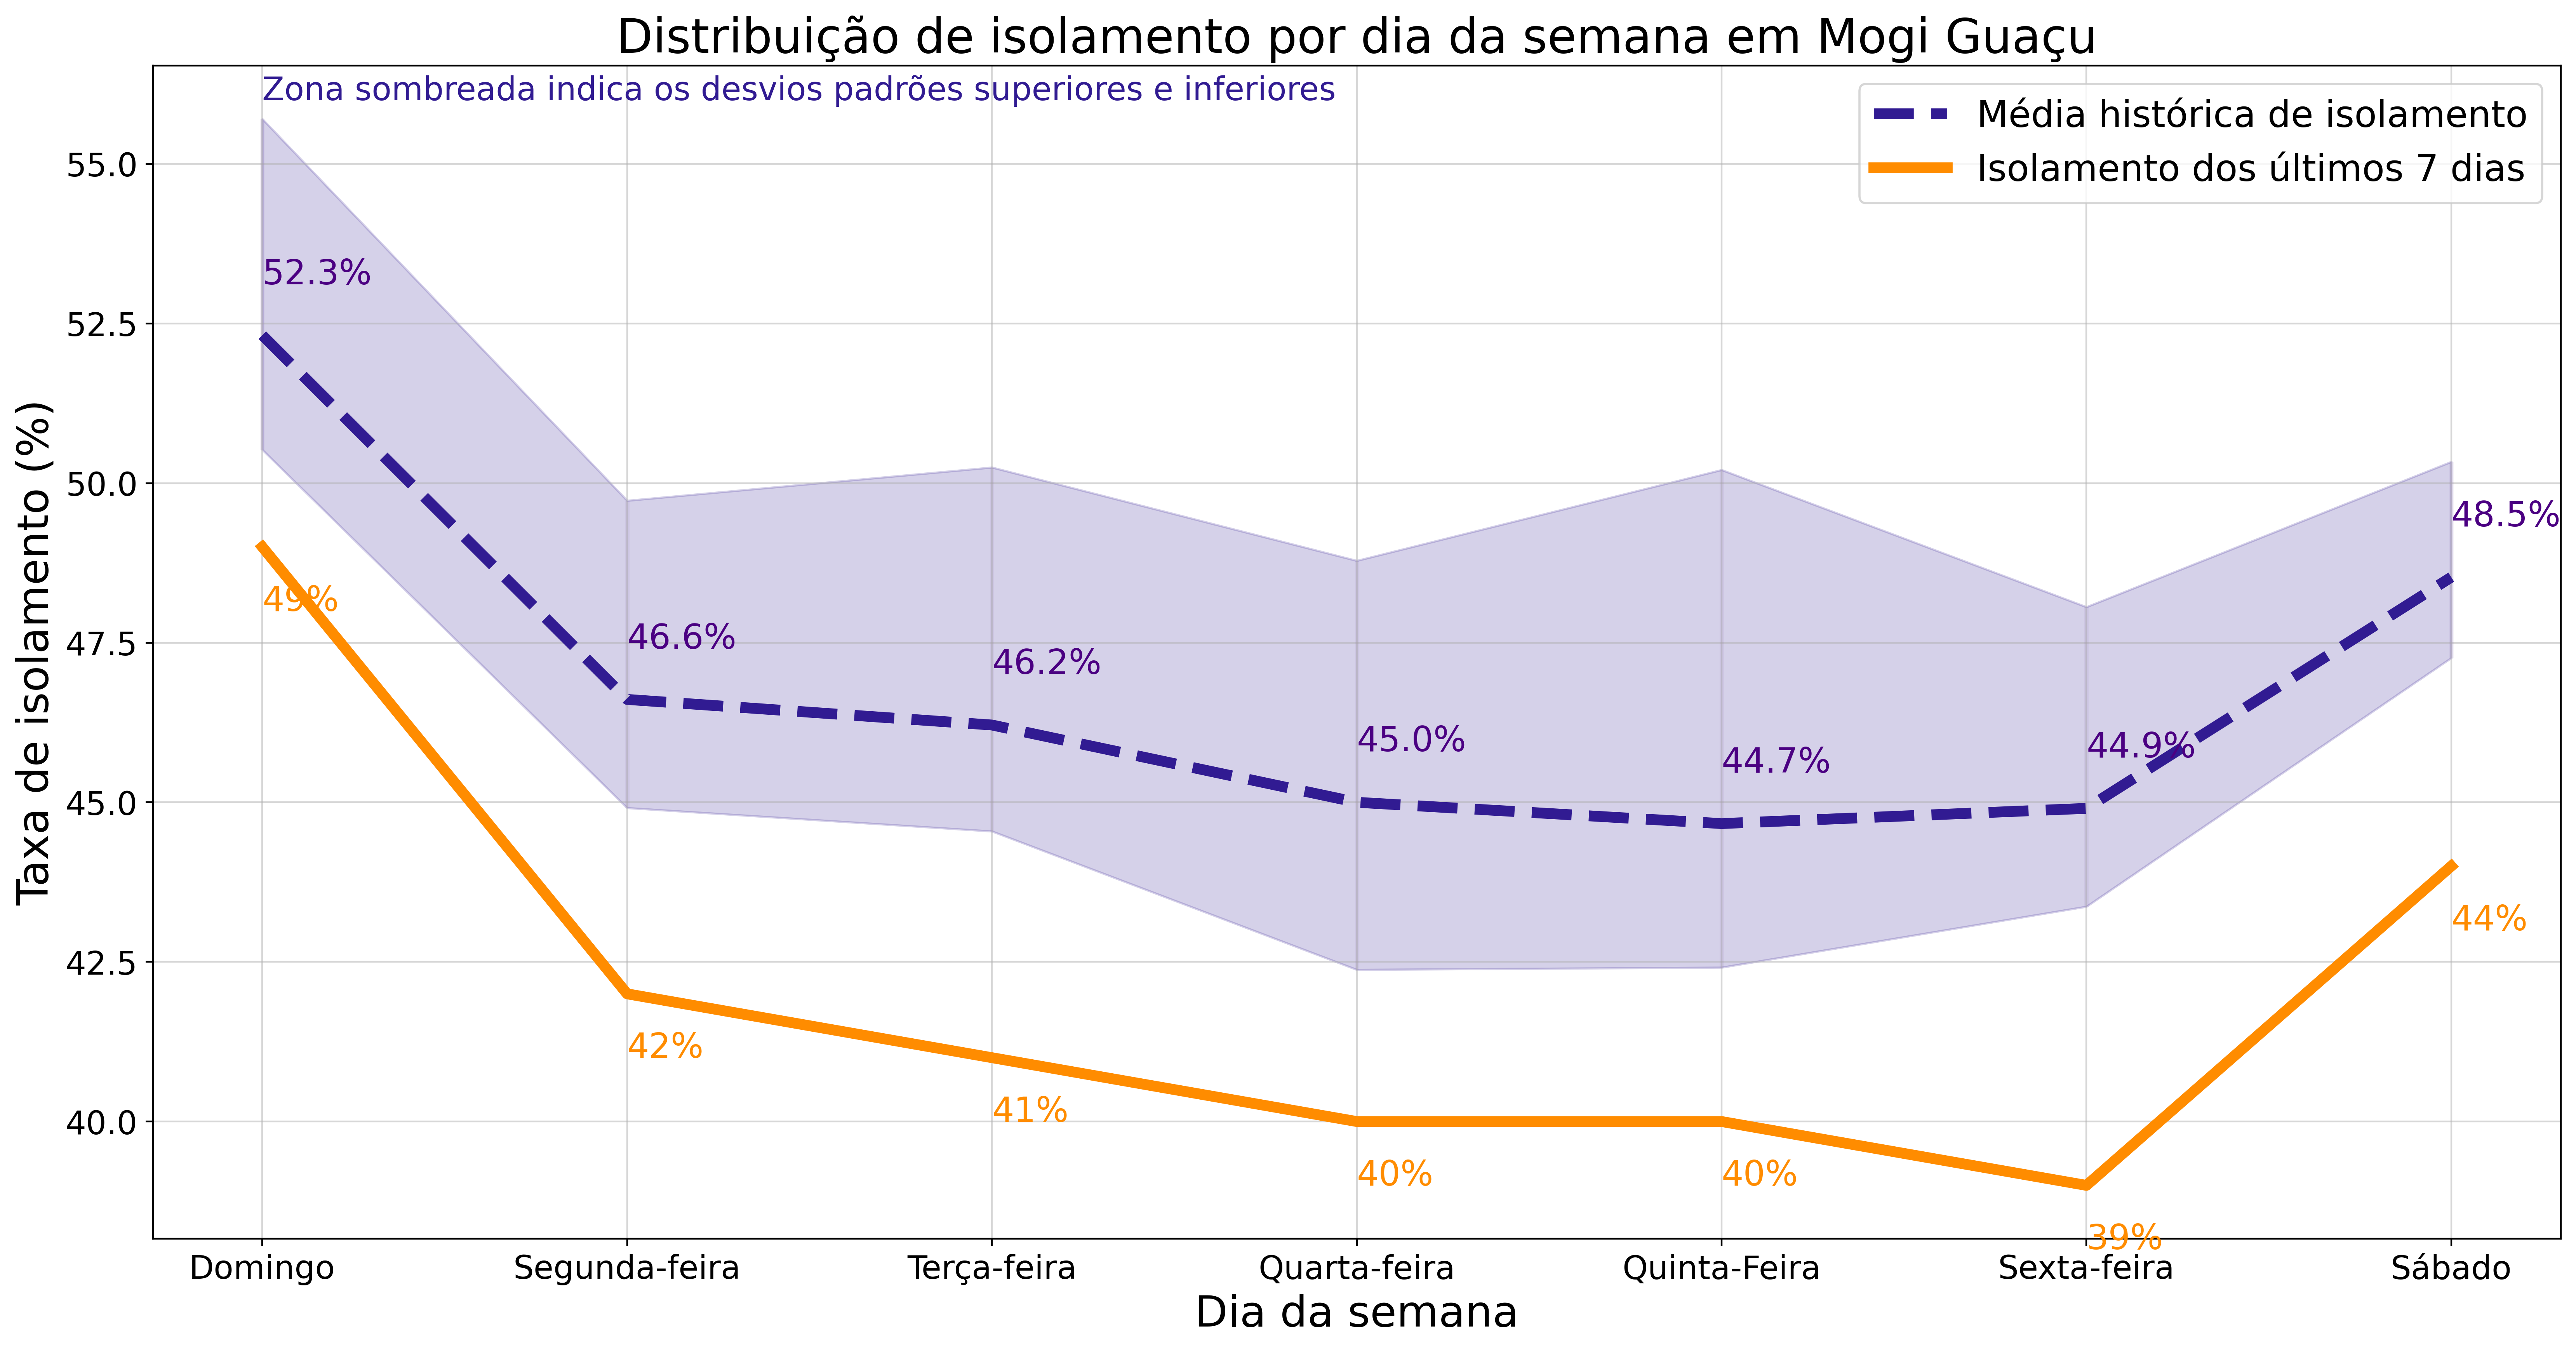 Distribuição de isolamento por dia da semana em Mogi Guaçu
Zona sombreada indica os desvios padrões superiores e inferiores
Média histórica de isolamento
Isolamento dos últimos 7 dias
Taxa de isolamento (%)
55.0
52.5
50.0
47.5
45.0
42.5
40.0
52.3%
46.6%
46.2%
45.0%
44.7%
44.9%
48.5%
49%
42%
41%
40%
40%
39%
44%
Domingo
Segunda-feira
Terça-feira
Quarta-feira
Quinta-Feira
Sexta-feira
Sábado
Dia da semana